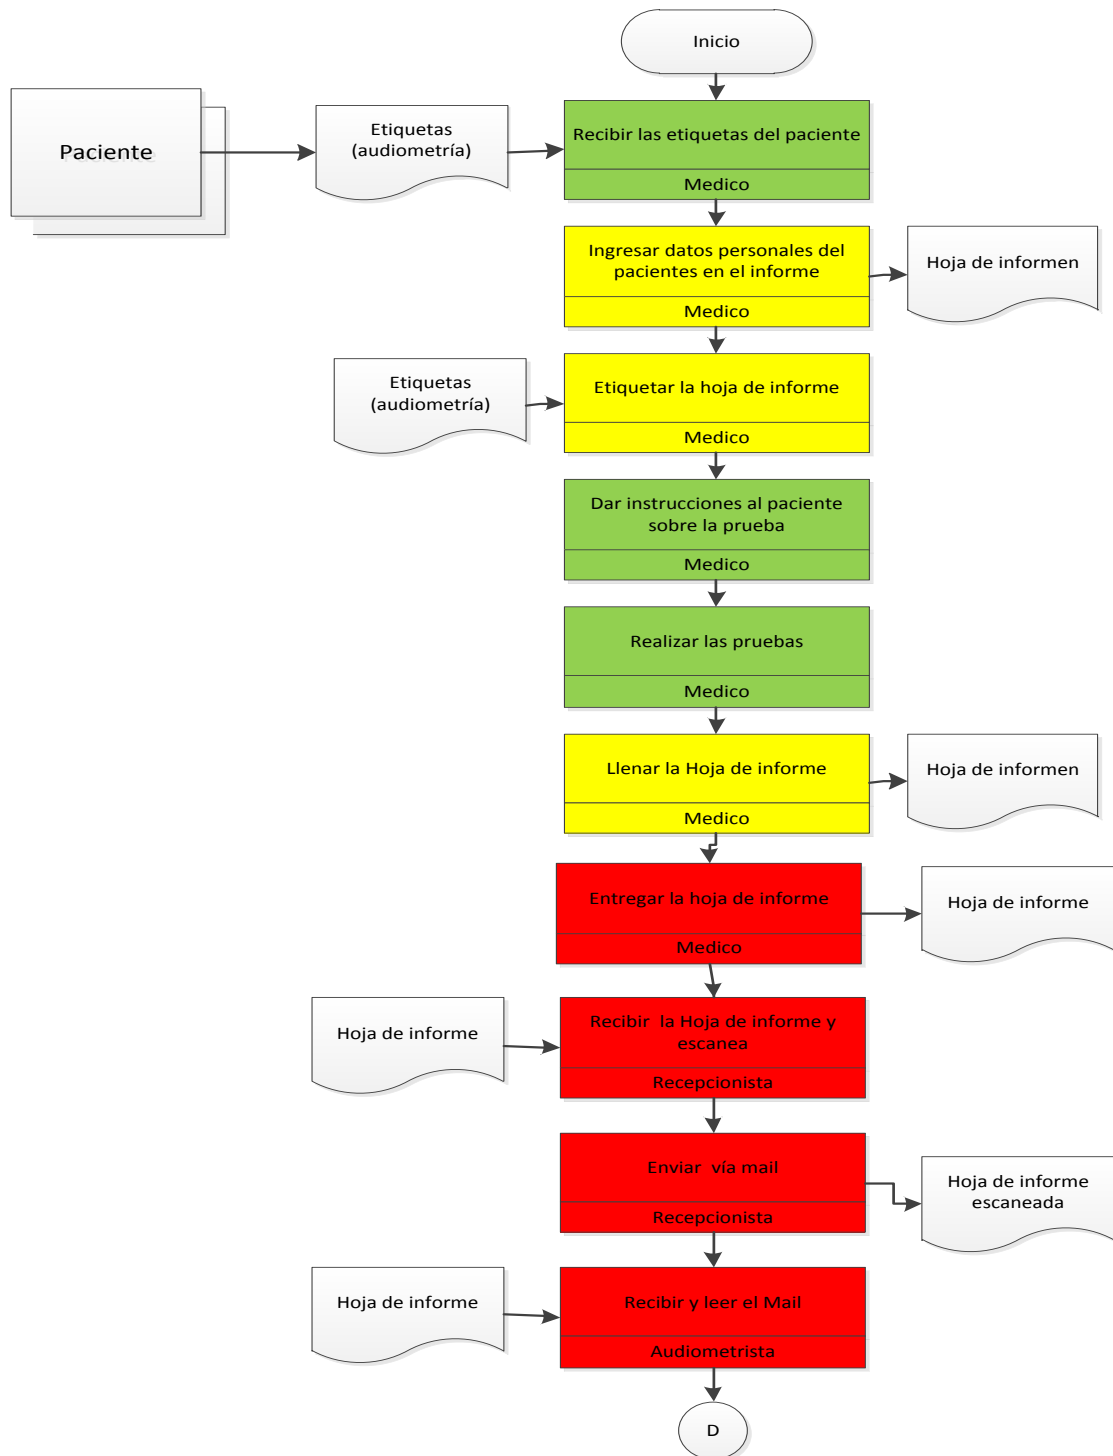 Inicio
Paciente
Etiquetas
(audiometría)
Recibir las etiquetas del paciente
Medico
Ingresar datos personales del
pacientes en el informe
Medico
Hoja de informen
Etiquetas
(audiometría)
Etiquetar la hoja de informe
Medico
Dar instrucciones al paciente
sobre la prueba
Medico
Realizar las pruebas
Medico
Llenar la Hoja de informe
Medico
Hoja de informen
Entregar la hoja de informe
Medico
Hoja de informe
Hoja de informe
Recibir la Hoja de informe y
escanea
Recepcionista
Enviar vía mail
Recepcionista
Hoja de informe
escaneada
Hoja de informe
Recibir y leer el Mail
Audiometrista
D